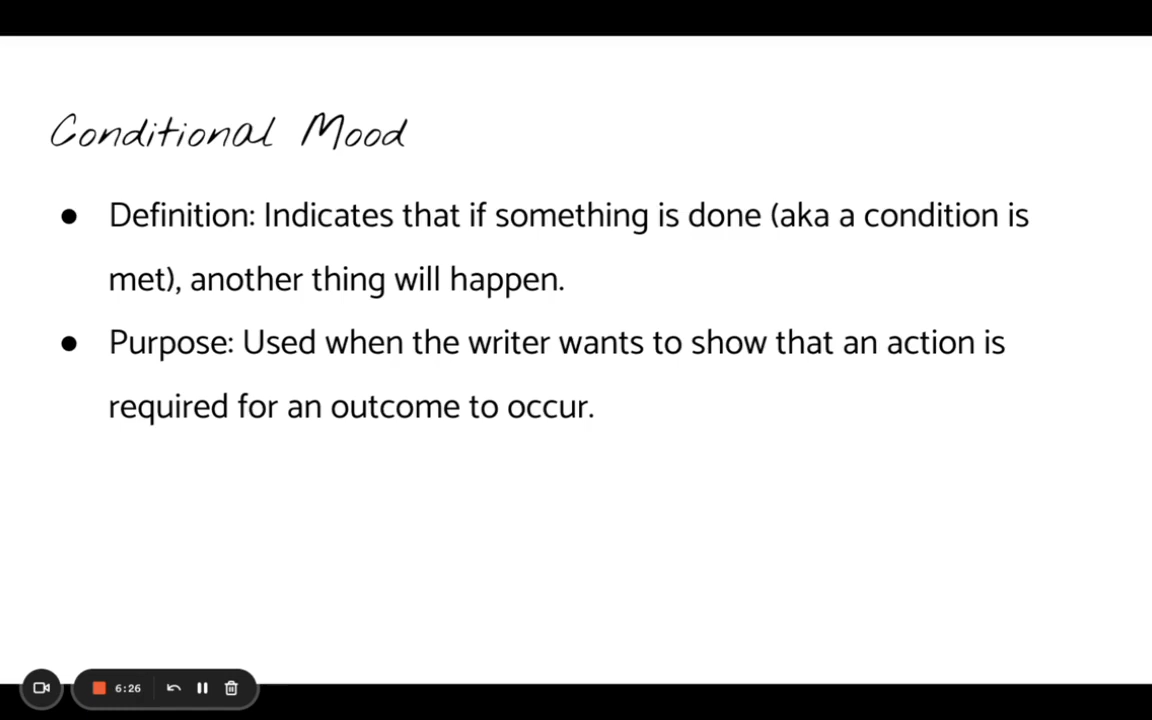 Conditional Mood
● Definition: Indicates that if something is done (aka a condition is
met), another thing will happen.
● Purpose: Used when the writer wants to show that an action is
required for an outcome to occur.
6:26